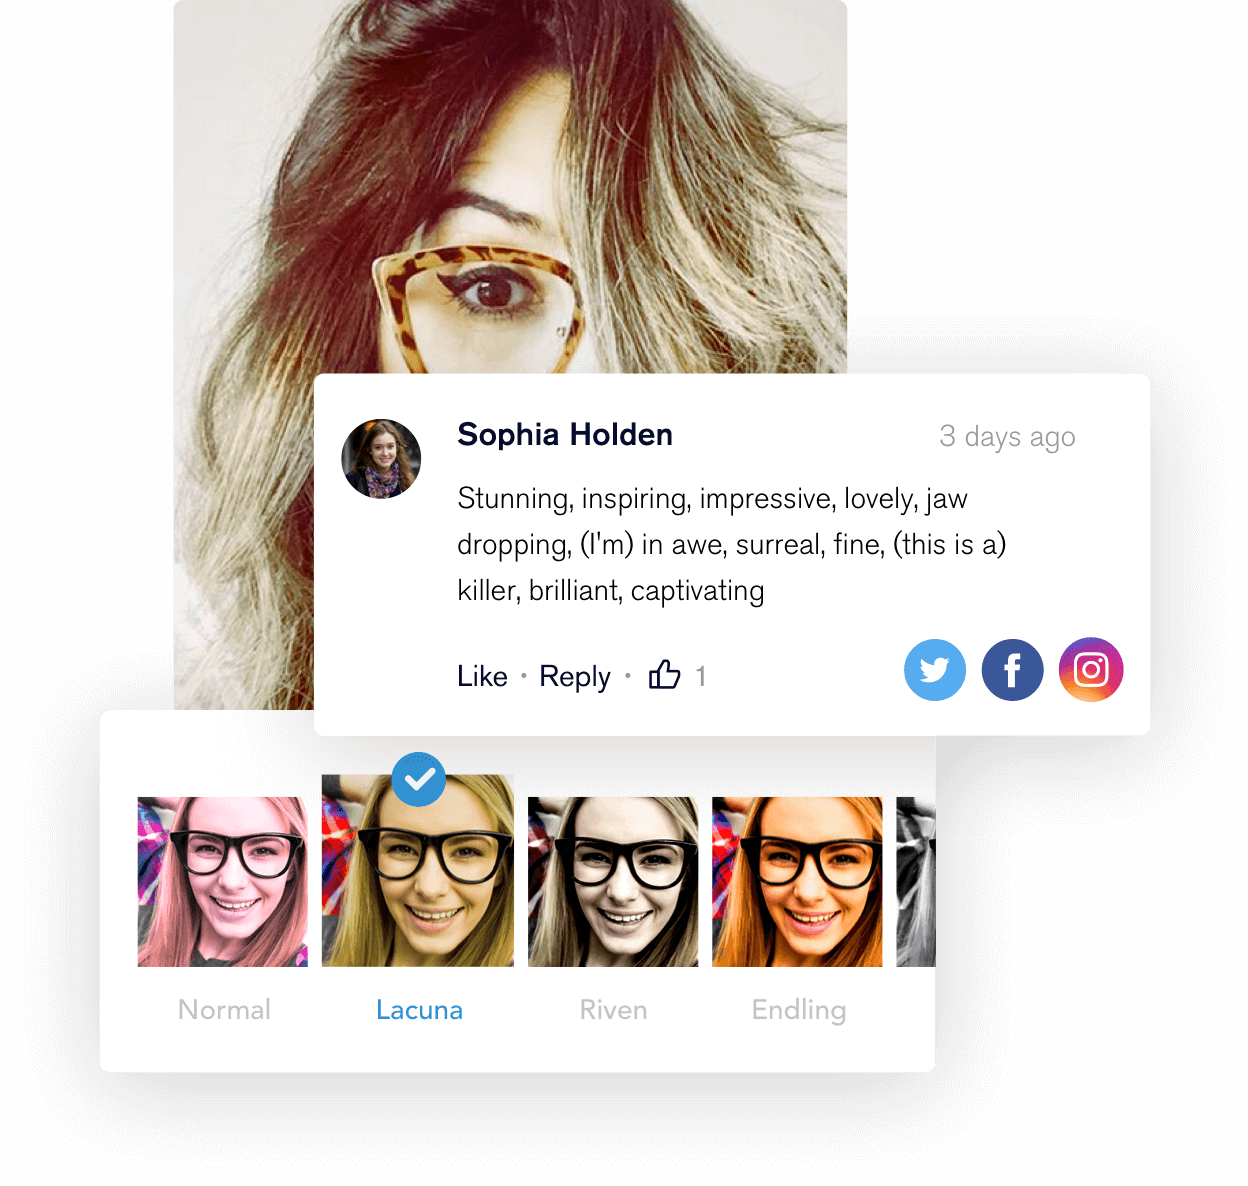 Sophia Holden
3 days ago
Stunning, inspiring, impressive, lovely, jaw
dropping, (I'm) in awe, surreal, fine, (this is a)
killer, brilliant, captivating
Like · Reply · 1
Normal
Lacuna
Riven
Endling